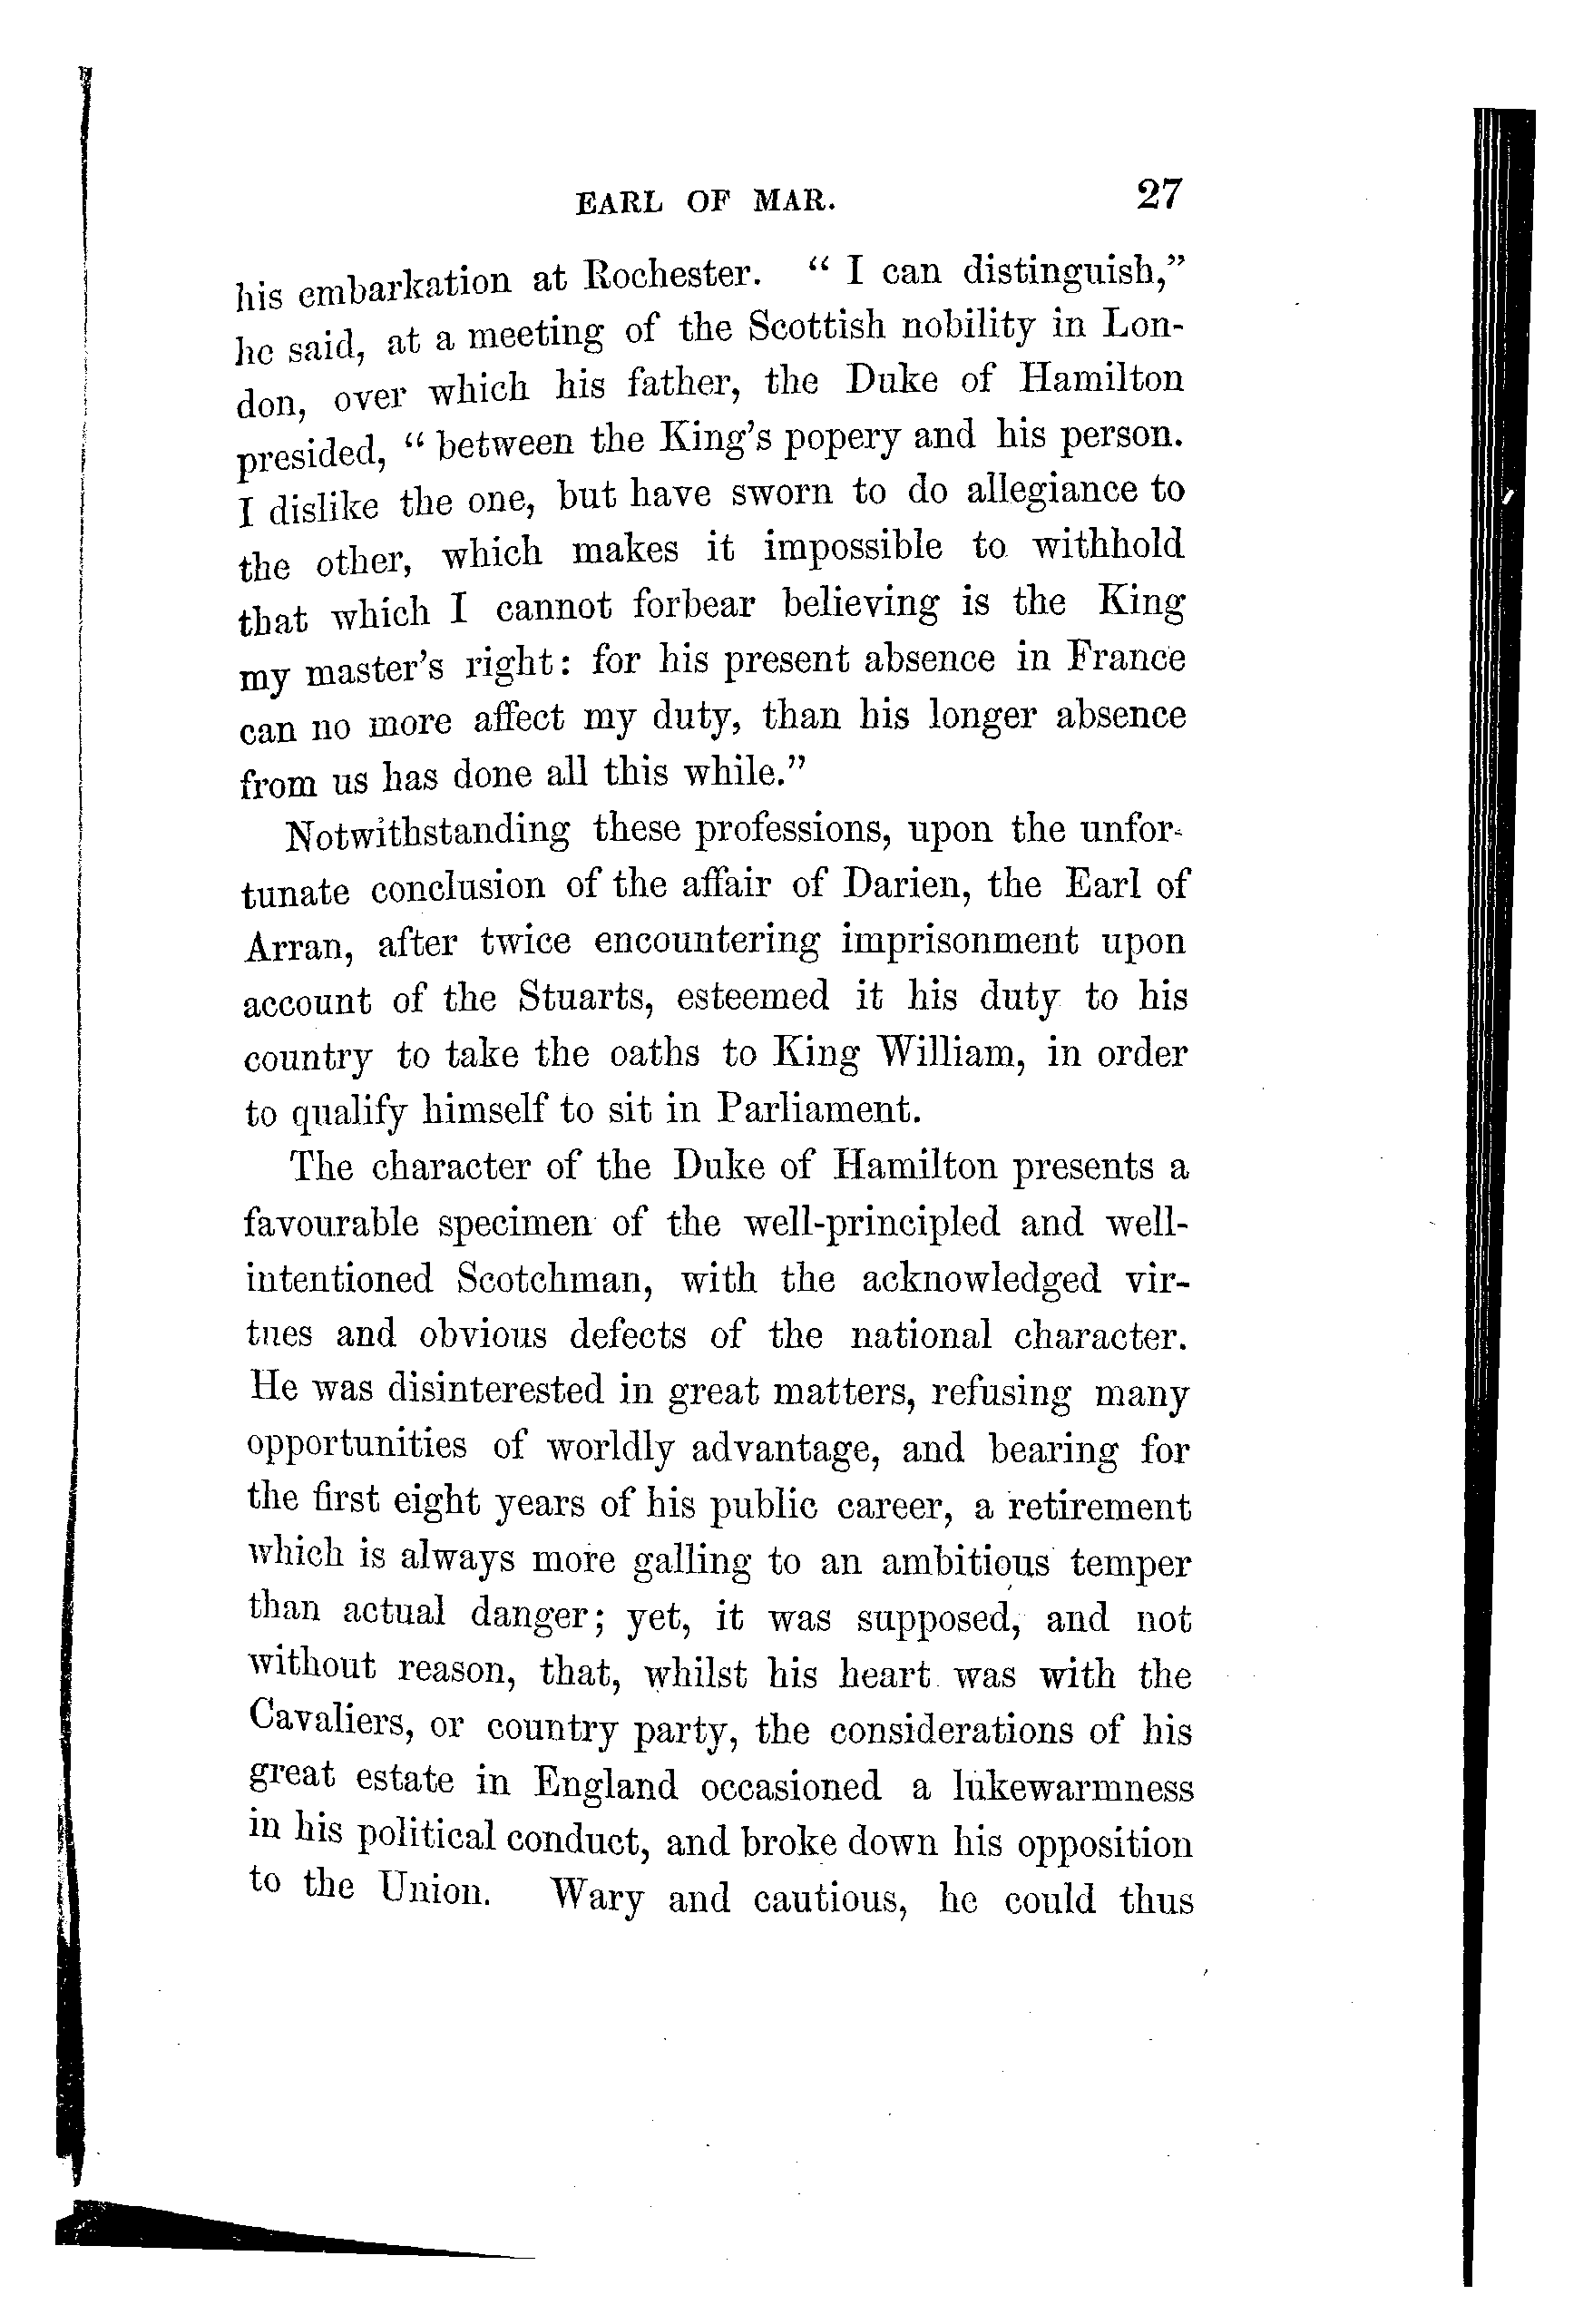 EARL OF MAR. 27
his embarkation at Rochester. " I can distinguish,"
he said, at a meeting of the Scottish nobility in Lon-
don, over which his father, the Duke of Hamilton
presided, " between the King's popery and his person.
I dislike the one, but have sworn to do allegiance to
the other, which makes it impossible to withhold
that which I cannot forbear believing is the King
my master's right: for his present absence in France
can no more affect my duty, than his longer absence
from us has done all this while."
Notwithstanding these professions, upon the unfor-
tunate conclusion of the affair of Darien, the Earl of
Arran, after twice encountering imprisonment upon
account of the Stuarts, esteemed it his duty to his
country to take the oaths to King William, in order
to qualify himself to sit in Parliament.
The character of the Duke of Hamilton presents a
favourable specimen of the well-principled and well-
intentioned Scotchman, with the acknowledged vir-
tues and obvious defects of the national character.
He was disinterested in great matters, refusing many
opportunities of worldly advantage, and bearing for
the first eight years of his public career, a retirement
which is always more galling to an ambitious temper
than actual danger; yet, it was supposed, and not
without reason, that, whilst his heart was with the
Cavaliers, or country party, the considerations of his
great estate in England occasioned a lukewarmness
in his political conduct, and broke down his opposition
to the Union. Wary and cautious, he could thus